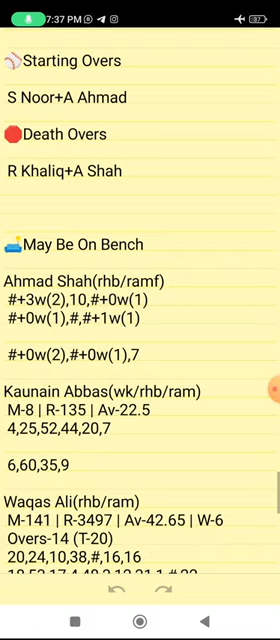 7:37 PM
87
Starting Overs
S Noor+A Ahmad
Death Overs
R Khaliq+A Shah
May Be On Bench
Ahmad Shah(rhb/ramf)
#+3w(2),10,#+0w(1)
#+0w(1),#,#+1w(1)
#+0w(2),#+0w(1),7
Kaunain Abbas(wk/rhb/ram)
M-8 | R-135 | Av-22.5
4,25,52,44,20,7
6,60,35,9
Waqas Ali(rhb/ram)
M-141 | R-3497 | Av-42.65 | W-6
Overs-14 (T-20)
20,24,10,38,#,16,16